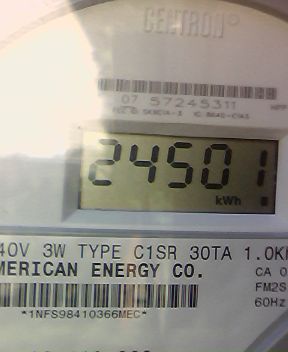 CENTRON®
07 57245311
24501
kWh
40V 3W TYPE C1SR 30TA 1.0K
MERICAN ENERGY CO.
CA 0
FM2S
60Hz
*1NFS98410366MEC*